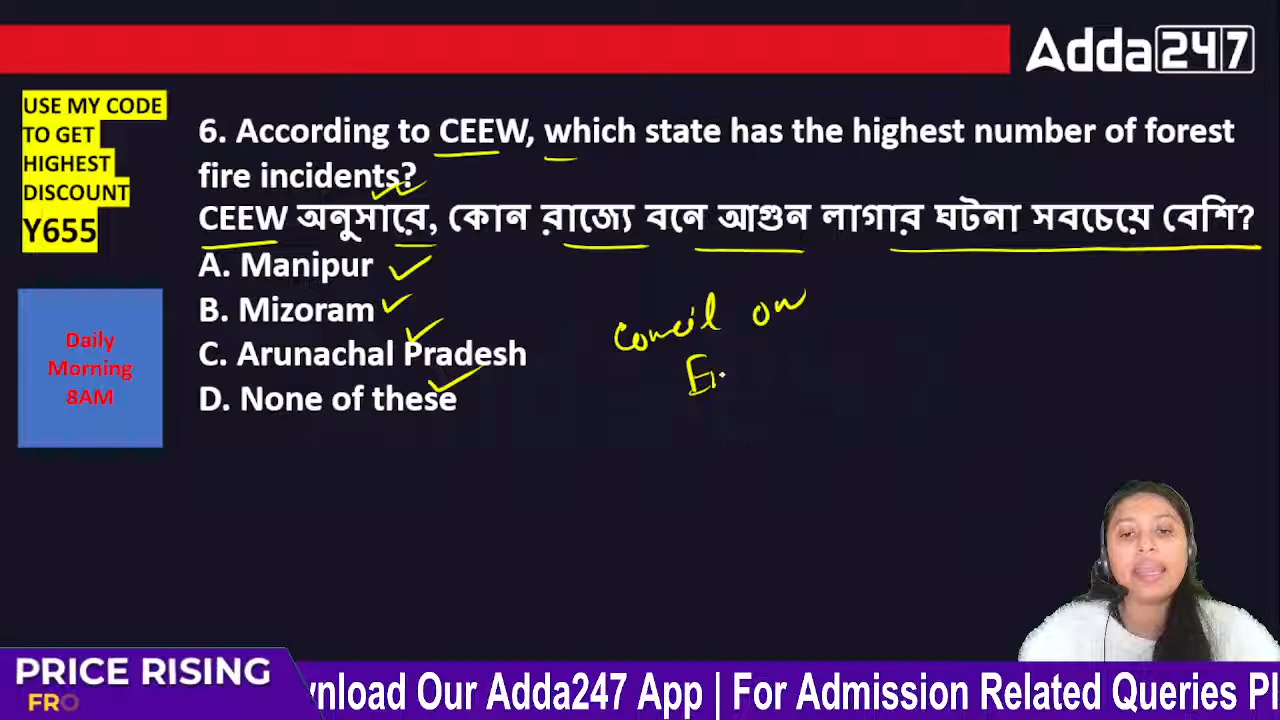 Adda247
USE MY CODE
TO GET
HIGHEST
DISCOUNT
Y655
6. According to CEEW, which state has the highest number of forest
fire incidents?
CEEW অনুসারে, কোন রাজ্যে বনে আগুন লাগার ঘটনা সবচেয়ে বেশি?
A. Manipur
B. Mizoram
C. Arunachal Pradesh
D. None of these
Daily
Morning
8AM
on
PRICE RISING
FRO
wnload Our Adda247 App | For Admission Related Queries Pl